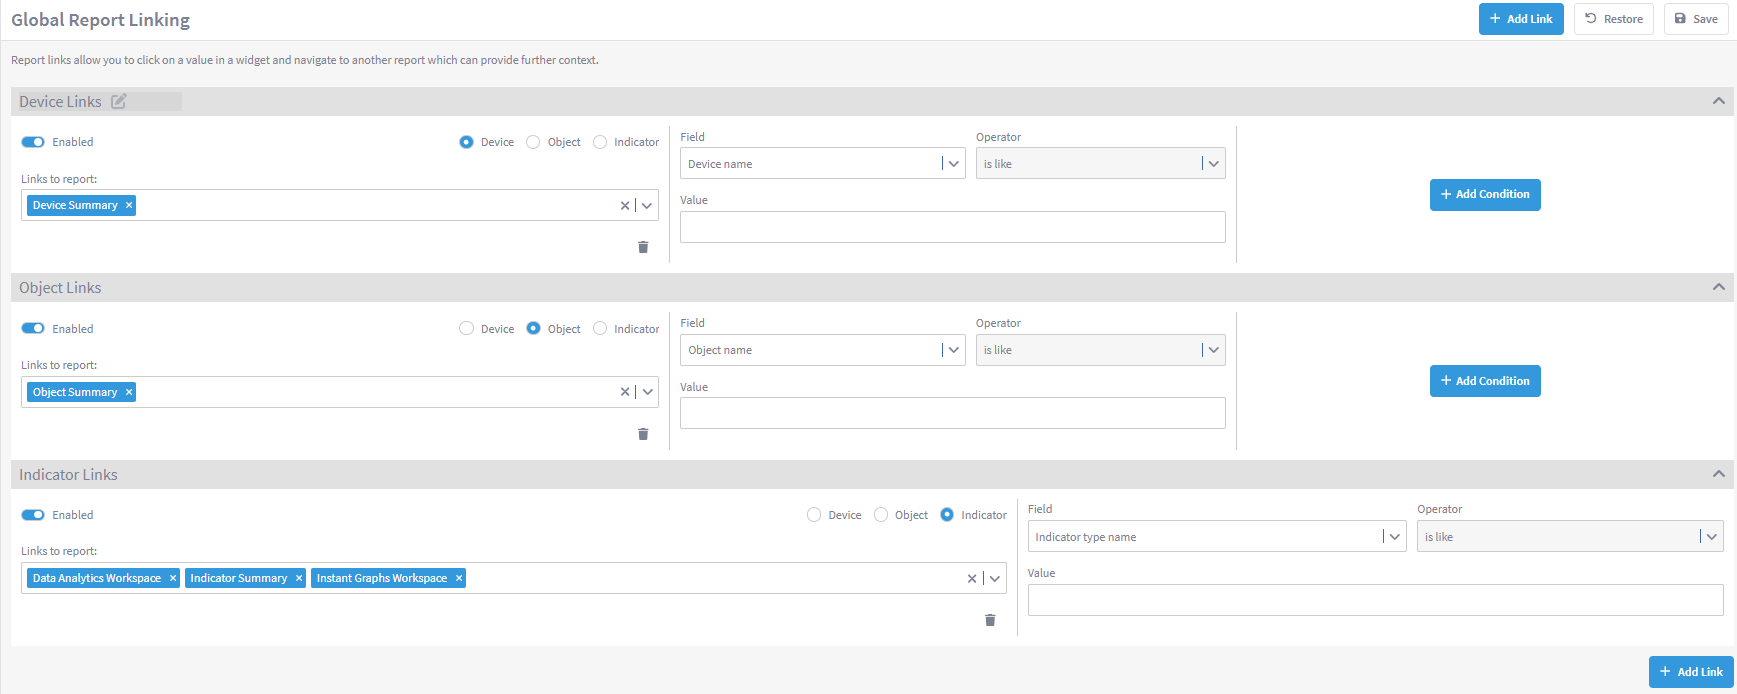 Global Report Linking
+ Add Link
Restore
Save
Report links allow you to click on a value in a widget and navigate to another report which can provide further context.
Device Links
Enabled
Device
Object
Indicator
Links to report:
Device Summary ×
Field
Device name
Operator
is like
Value
+ Add Condition
Object Links
Enabled
Device
Object
Indicator
Links to report:
Object Summary ×
Field
Object name
Operator
is like
Value
+ Add Condition
Indicator Links
Enabled
Device
Object
Indicator
Links to report:
Data Analytics Workspace ×
Indicator Summary ×
Instant Graphs Workspace ×
Field
Indicator type name
Operator
is like
Value
+ Add Link